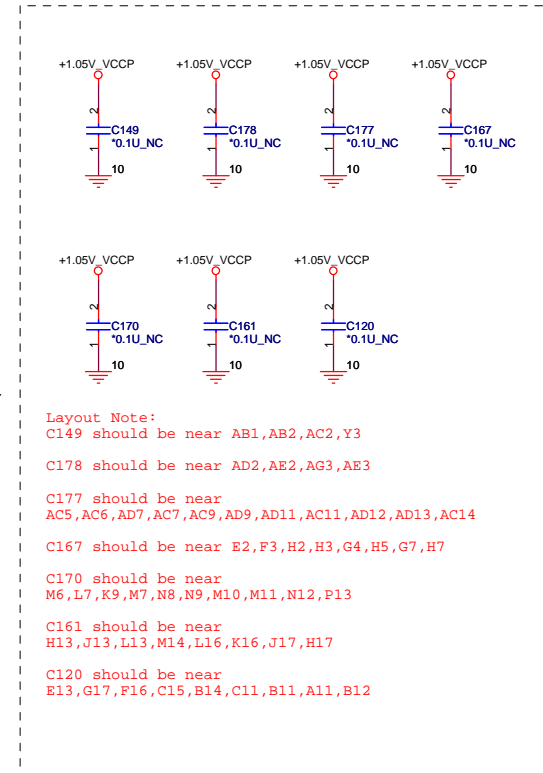 +1.05V_VCCP +1.05V_VCCP +1.05V_VCCP +1.05V_VCCP
2 2 2 2
C149 C178 C177 C167
*0.1U_NC *0.1U_NC *0.1U_NC *0.1U_NC
1 1 1 1
10 10 10 10
+1.05V_VCCP +1.05V_VCCP +1.05V_VCCP
2 2 2
C170 C161 C120
*0.1U_NC *0.1U_NC *0.1U_NC
1 1 1
10 10 10
Layout Note:
C149 should be near AB1,AB2,AC2,Y3
C178 should be near AD2,AE2,AG3,AE3
C177 should be near
AC5,AC6,AD7,AC7,AC9,AD9,AD11,AC11,AD12,AD13,AC14
C167 should be near E2,F3,H2,H3,G4,H5,G7,H7
C170 should be near
M6,L7,K9,M7,N8,N9,M10,M11,N12,P13
C161 should be near
H13,J13,L13,M14,L16,K16,J17,H17
C120 should be near
E13,G17,F16,C15,B14,C11,B11,A11,B12